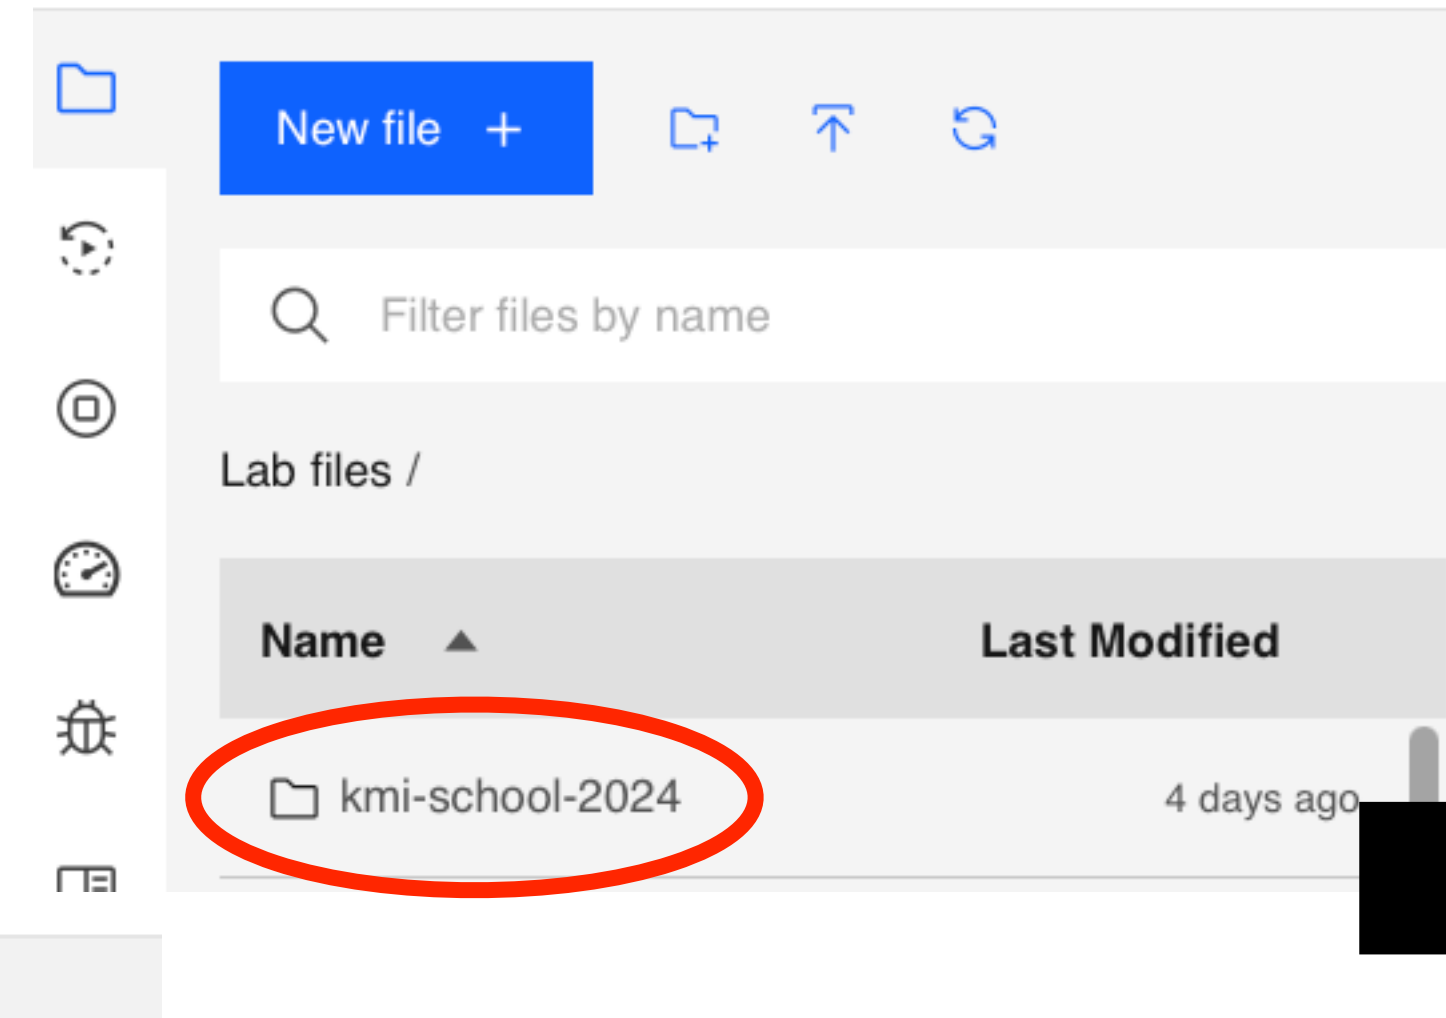 New file +
Filter files by name
Lab files /
Name Last Modified
kmi-school-2024 4 days ago